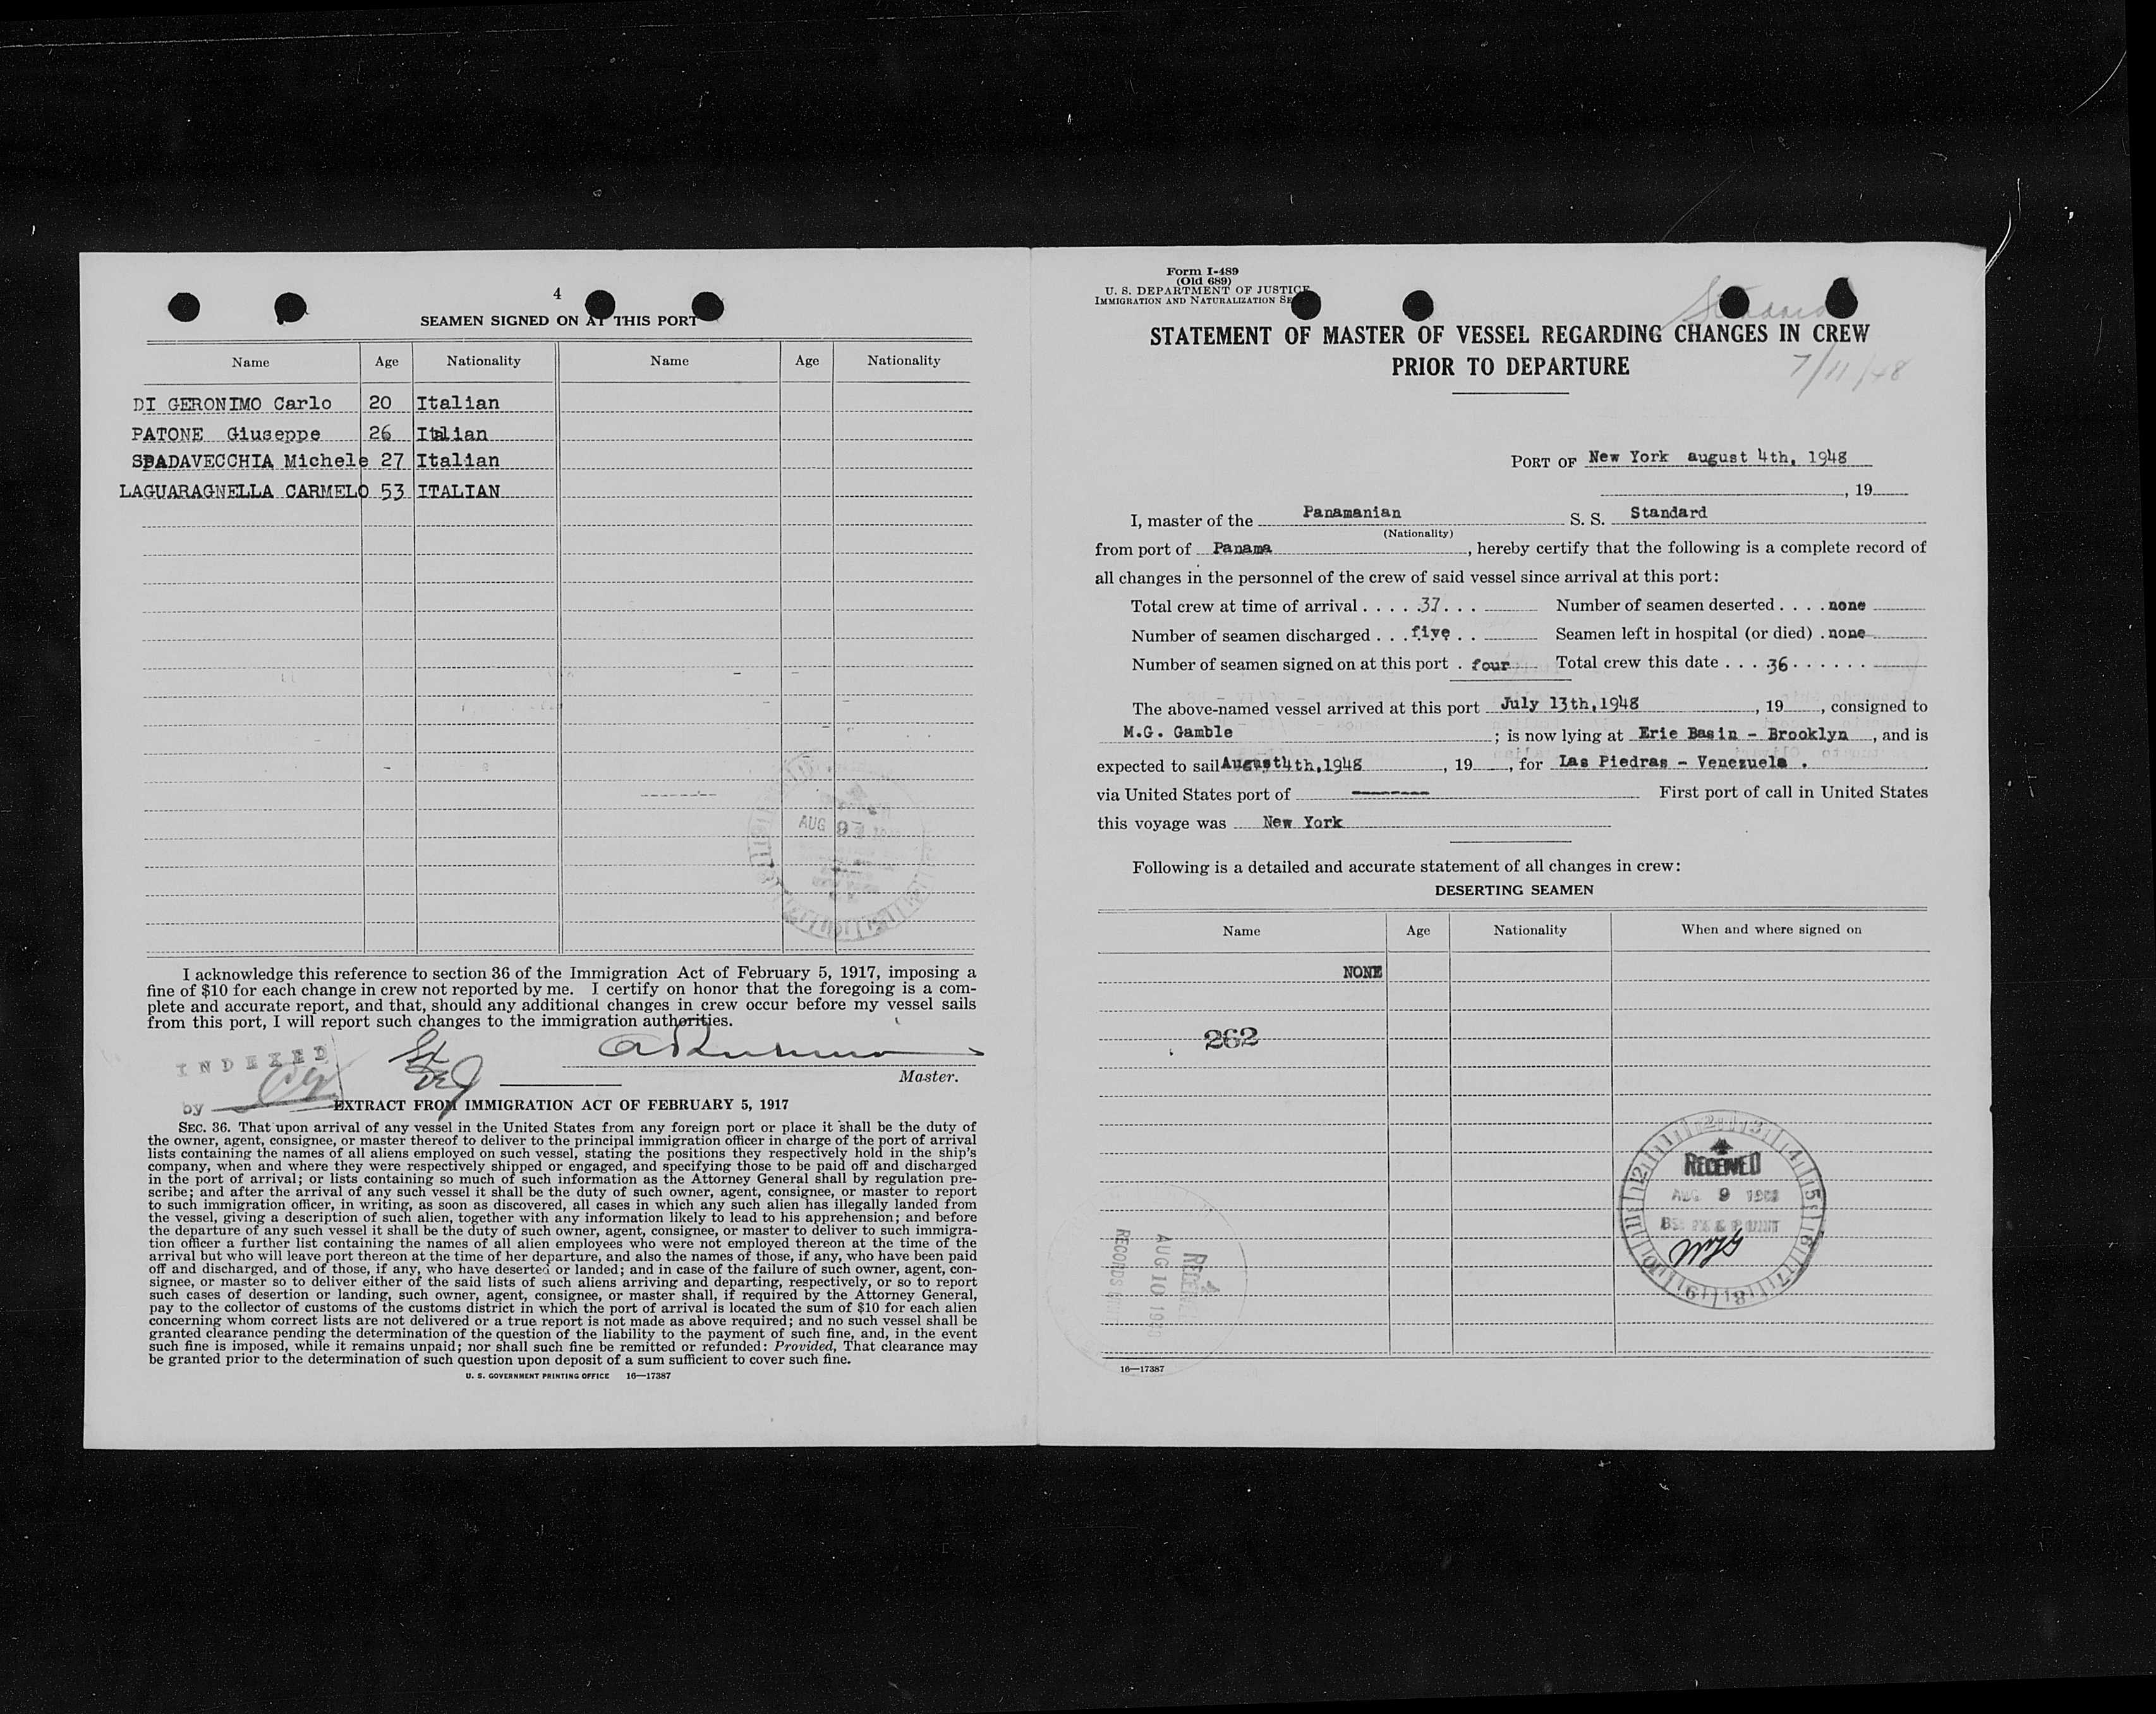 4
SEAMEN SIGNED ON AT THIS PORT
Name Age Nationality Name Age Nationality
DI GERONIMO Carlo 20 Italian
PATONE Giuseppe 26 Italian
SPADAVECCHIA Michele 27 Italian
LAGUARAGNELLA CARMELO 53 ITALIAN
AUG 9
I acknowledge this reference to section 36 of the Immigration Act of February 5, 1917, imposing a
fine of $10 for each change in crew not reported by me. I certify on honor that the foregoing is a com-
plete and accurate report, and that, should any additional changes in crew occur before my vessel sails
from this port, I will report such changes to the immigration authorities.
INDEXED
Master.
by
EXTRACT FROM IMMIGRATION ACT OF FEBRUARY 5, 1917
SEC. 36. That upon arrival of any vessel in the United States from any foreign port or place it shall be the duty of
the owner, agent, consignee, or master thereof to deliver to the principal immigration officer in charge of the port of arrival
lists containing the names of all aliens employed on such vessel, stating the positions they respectively hold in the ship's
company, when and where they were respectively shipped or engaged, and specifying those to be paid off and discharged
in the port of arrival; or lists containing so much of such information as the Attorney General shall by regulation pre-
scribe; and after the arrival of any such vessel it shall be the duty of such owner, agent, consignee, or master to report
to such immigration officer, in writing, as soon as discovered, all cases in which any such alien has illegally landed from
the vessel, giving a description of such alien, together with any information likely to lead to his apprehension; and before
the departure of any such vessel it shall be the duty of such owner, agent, consignee, or master to deliver to such immigra-
tion officer a further list containing the names of all alien employees who were not employed thereon at the time of the
arrival but who will leave port thereon at the time of her departure, and also the names of those, if any, who have been paid
off and discharged, and of those, if any, who have deserted or landed; and in case of the failure of such owner, agent, con-
signee, or master so to deliver either of the said lists of such aliens arriving and departing, respectively, or so to report
such cases of desertion or landing, such owner, agent, consignee, or master shall, if required by the Attorney General,
pay to the collector of customs of the customs district in which the port of arrival is located the sum of $10 for each alien
concerning whom correct lists are not delivered or a true report is not made as above required; and no such vessel shall be
granted clearance pending the determination of the question of the liability to the payment of such fine, and, in the event
such fine is imposed, while it remains unpaid; nor shall such fine be remitted or refunded: Provided, That clearance may
be granted prior to the determination of such question upon deposit of a sum sufficient to cover such fine.
U. S. GOVERNMENT PRINTING OFFICE 16—17387
Form I-489
(Old 689)
U. S. DEPARTMENT OF JUSTICE
IMMIGRATION AND NATURALIZATION SE
Standard
STATEMENT OF MASTER OF VESSEL REGARDING CHANGES IN CREW
PRIOR TO DEPARTURE
7/11/48
PORT OF New York august 4th, 1948
, 19
I, master of the Panamanian S. S. Standard
(Nationality)
from port of Panama, hereby certify that the following is a complete record of
all changes in the personnel of the crew of said vessel since arrival at this port:
Total crew at time of arrival . . . . . 37 . . . Number of seamen deserted . . . . none
Number of seamen discharged . . . five . . Seamen left in hospital (or died) . none
Number of seamen signed on at this port . four Total crew this date . . . . 36 . . . . . .
The above-named vessel arrived at this port July 13th,1948, 19, consigned to
M.G. Gamble; is now lying at Erie Basin - Brooklyn, and is
expected to sail August4th,1948, 19, for Las Piedras - Venezuela .
via United States port of -------- First port of call in United States
this voyage was New York
Following is a detailed and accurate statement of all changes in crew:
DESERTING SEAMEN
Name Age Nationality When and where signed on
NONE
262
RECEIVED
AUG 9
RECEIVED
AUG 10
RECORDS
16—17387